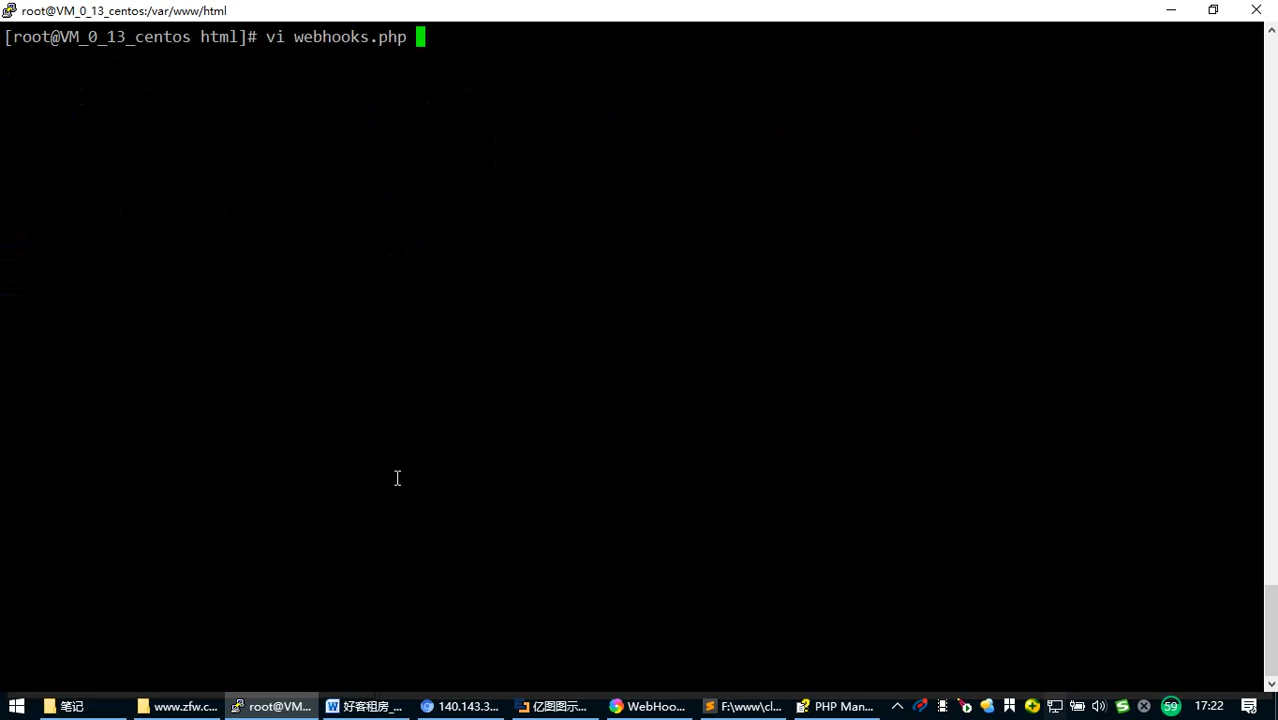 root@VM_0_13_centos:/var/www/html
[root@VM_0_13_centos html]# vi webhooks.php
笔记
www.zfw.c...
root@VM...
好客租房_...
140.143.3...
亿图图示...
WebHoo...
F:\www\cl...
PHP Man...
59
17:22